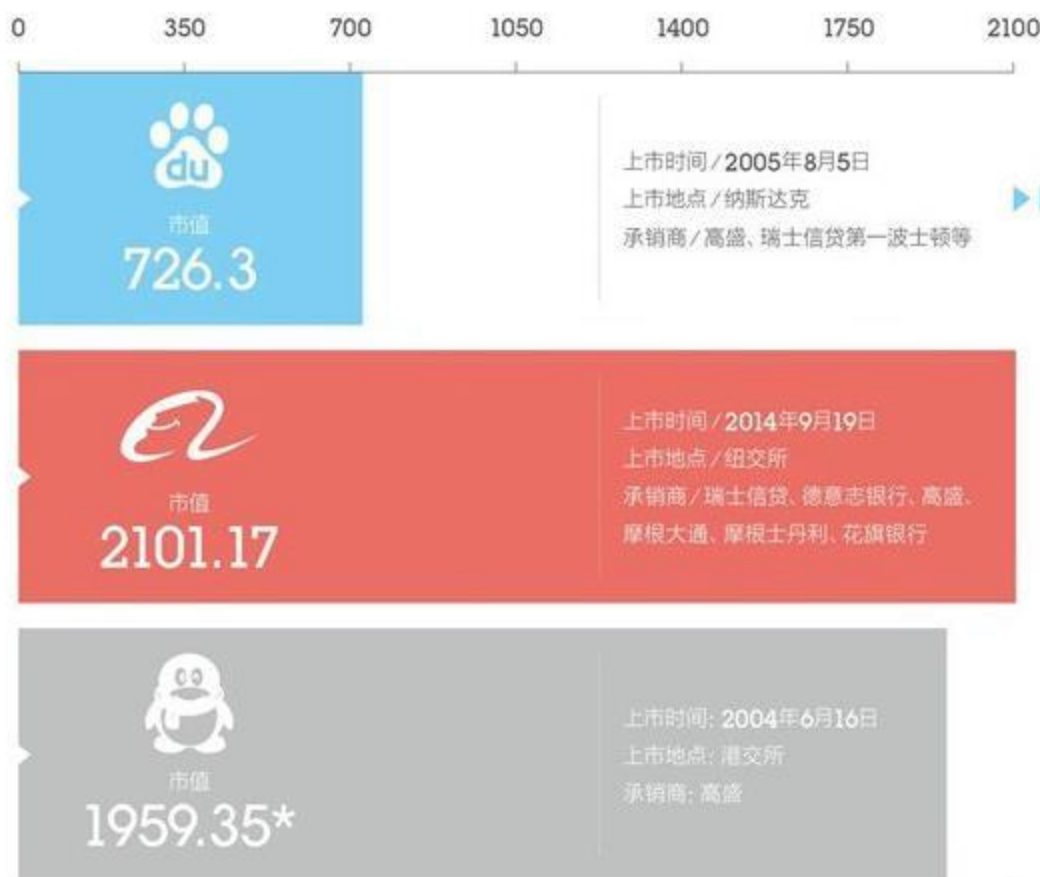 0 350 700 1050 1400 1750 2100
du
市值
726.3
上市时间/2005年8月5日
上市地点/纳斯达克
承销商/高盛、瑞士信贷第一波士顿等
市值
2101.17
上市时间/2014年9月19日
上市地点/纽交所
承销商/瑞士信贷、德意志银行、高盛、
摩根大通、摩根士丹利、花旗银行
市值
1959.35*
上市时间: 2004年6月16日
上市地点: 港交所
承销商: 高盛